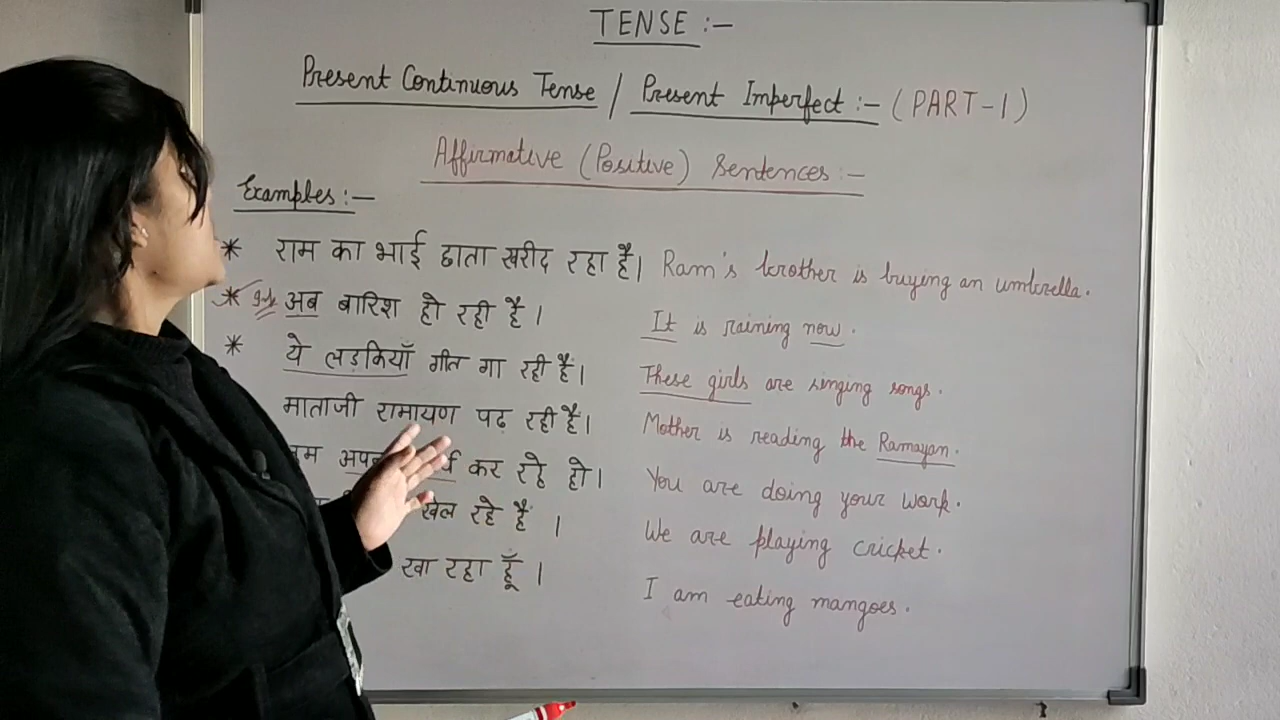 TENSE :-
Present Continuous Tense / Present Imperfect :- (PART-1)
Affirmative (Positive) Sentences :-
Examples :-
* राम का भाई छाता खरीद रहा है। Ram's brother is buying an umbrella.
* अब बारिश हो रही है। It is raining now.
* ये लड़कियाँ गीत गा रही हैं। These girls are singing songs.
माताजी रामायण पढ़ रही हैं। Mother is reading the Ramayan.
कर रहे हो। You are doing your work.
खेल रहे हैं। We are playing cricket.
खा रहा हूँ। I am eating mangoes.